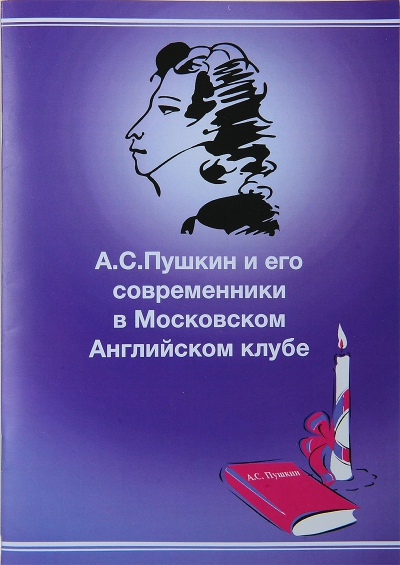 А.С.Пушкин и его
современники
в Московском
Английском клубе
А.С. Пушкин